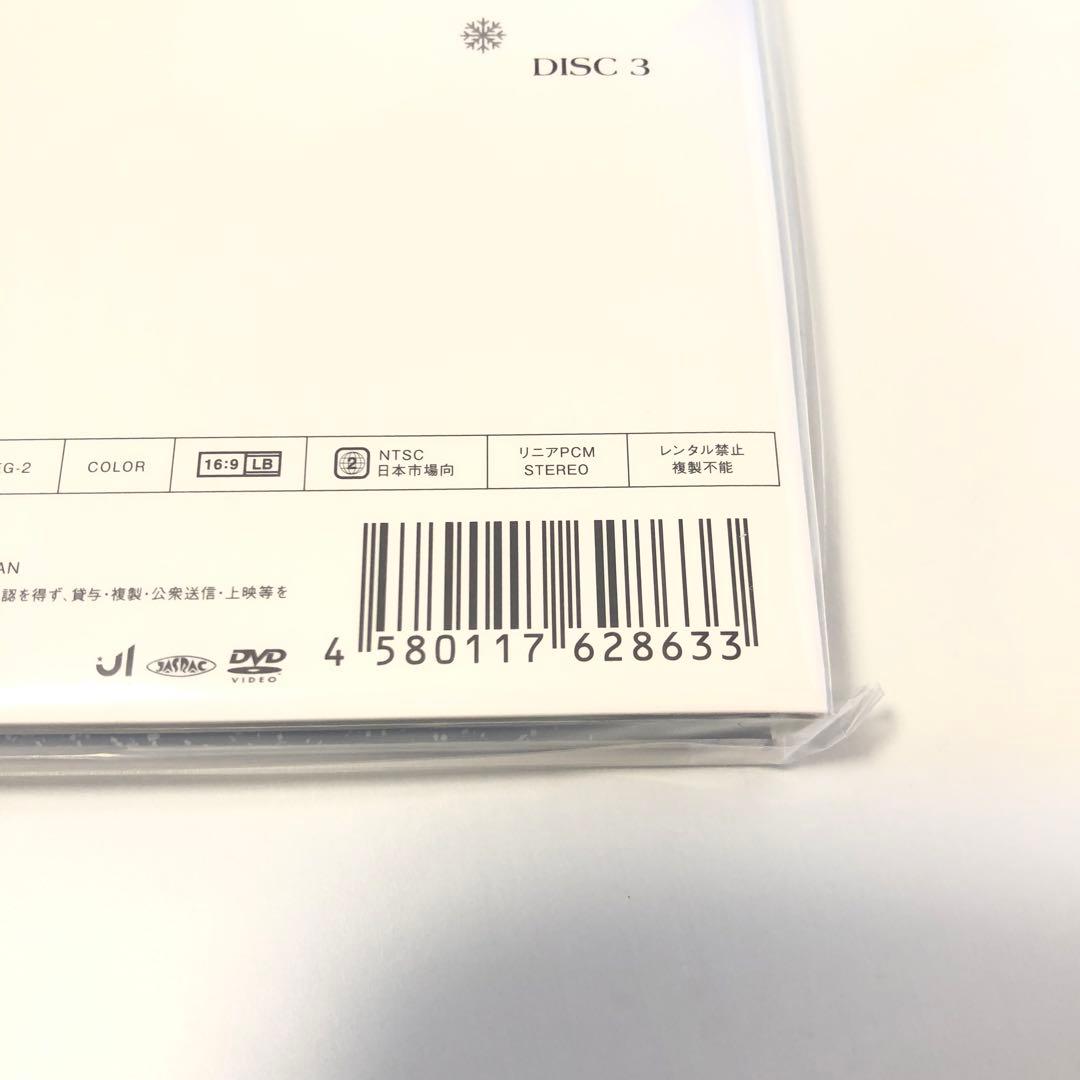 DISC 3
EG-2
COLOR
16:9 LB
2
NTSC
日本市場向
リニアPCM
STEREO
レンタル禁止
複製不能
AN
認を得ず、貸与・複製・公衆送信・上映等を
JASRAC
DVD
VIDEO
4 580117 628633